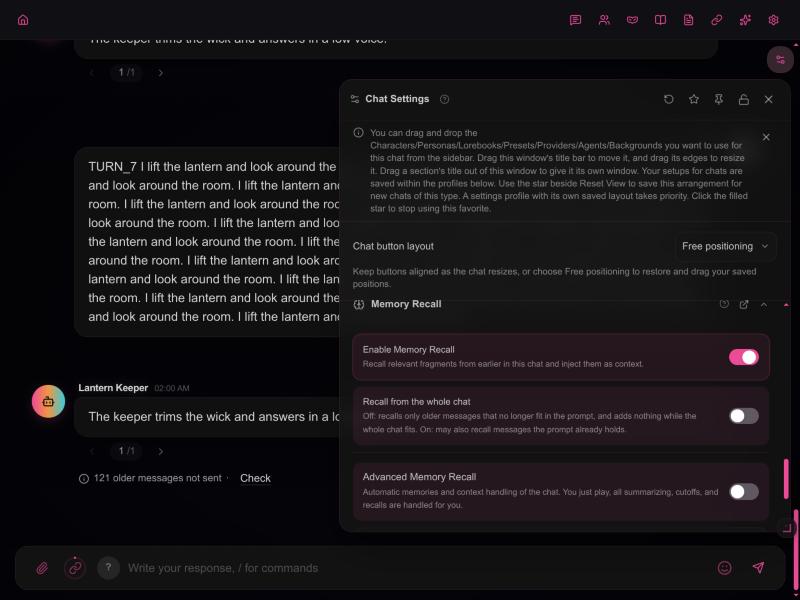 The keeper trims the wick and answers in a low voice.
1 /1
Chat Settings
You can drag and drop the
Characters/Personas/Lorebooks/Presets/Providers/Agents/Backgrounds you want to use for
this chat from the sidebar. Drag this window's title bar to move it, and drag its edges to resize
it. Drag a section's title out of this window to give it its own window. Your setups for chats are
saved within the profiles below. Use the star beside Reset View to save this arrangement for
new chats of this type. A settings profile with its own saved layout takes priority. Click the filled
star to stop using this favorite.
TURN_7 I lift the lantern and look around the
and look around the room. I lift the lantern and
room. I lift the lantern and look around the roo
look around the room. I lift the lantern and look
the lantern and look around the room. I lift the
lantern and look around the room. I lift the lan
the room. I lift the lantern and look around the
around the room. I lift the lantern and look aro
and look around the room. I lift the lantern and
Chat button layout
Free positioning
Keep buttons aligned as the chat resizes, or choose Free positioning to restore and drag your saved
positions.
Memory Recall
Enable Memory Recall
Recall relevant fragments from earlier in this chat and inject them as context.
Recall from the whole chat
Off: recalls only older messages that no longer fit in the prompt, and adds nothing while the
whole chat fits. On: may also recall messages the prompt already holds.
Advanced Memory Recall
Automatic memories and context handling of the chat. You just play, all summarizing, cutoffs, and
recalls are handled for you.
Lantern Keeper 02:00 AM
The keeper trims the wick and answers in a lo
1 /1
121 older messages not sent · Check
? Write your response, / for commands